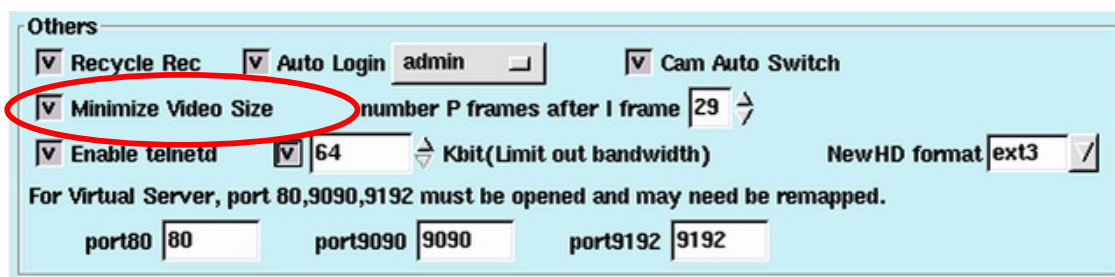 Others
v Recycle Rec v Auto Login admin v Cam Auto Switch
v Minimize Video Size number P frames after I frame 29
v Enable telnetd v 64 Kbit(Limit out bandwidth) NewHD format ext3
For Virtual Server, port 80,9090,9192 must be opened and may need be remapped.
port80 80 port9090 9090 port9192 9192